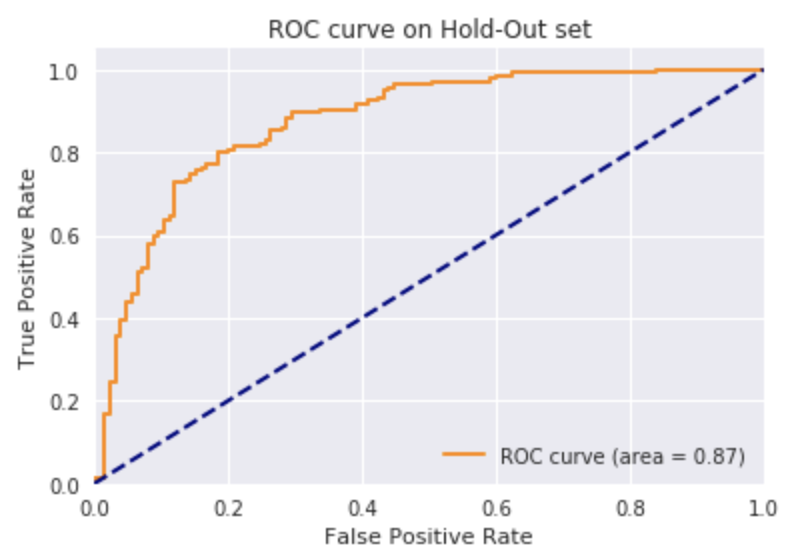 ROC curve on Hold-Out set
1.0
0.8
0.6
0.4
0.2
0.0
True Positive Rate
ROC curve (area = 0.87)
0.0 0.2 0.4 0.6 0.8 1.0
False Positive Rate